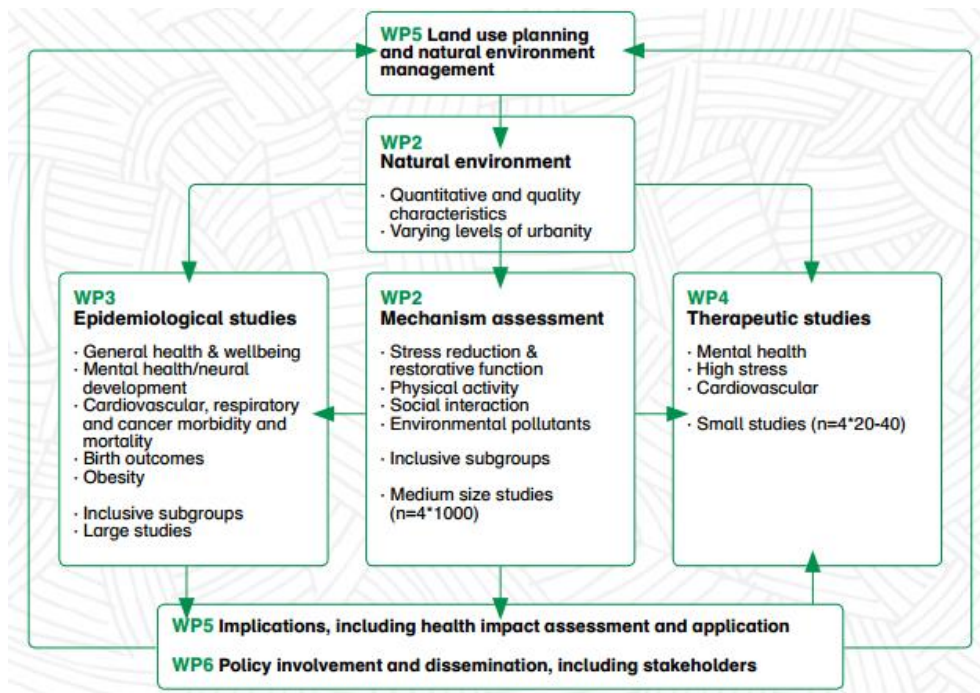 WP5 Land use planning
and natural environment
management
WP2
Natural environment
· Quantitative and quality
characteristics
· Varying levels of urbanity
WP3
Epidemiological studies
· General health & wellbeing
· Mental health/neural
development
· Cardiovascular, respiratory
and cancer morbidity and
mortality
· Birth outcomes
· Obesity
· Inclusive subgroups
· Large studies
WP2
Mechanism assessment
· Stress reduction &
restorative function
· Physical activity
· Social interaction
· Environmental pollutants
· Inclusive subgroups
· Medium size studies
(n=4*1000)
WP4
Therapeutic studies
· Mental health
· High stress
· Cardiovascular
· Small studies (n=4*20-40)
WP5 Implications, including health impact assessment and application
WP6 Policy involvement and dissemination, including stakeholders